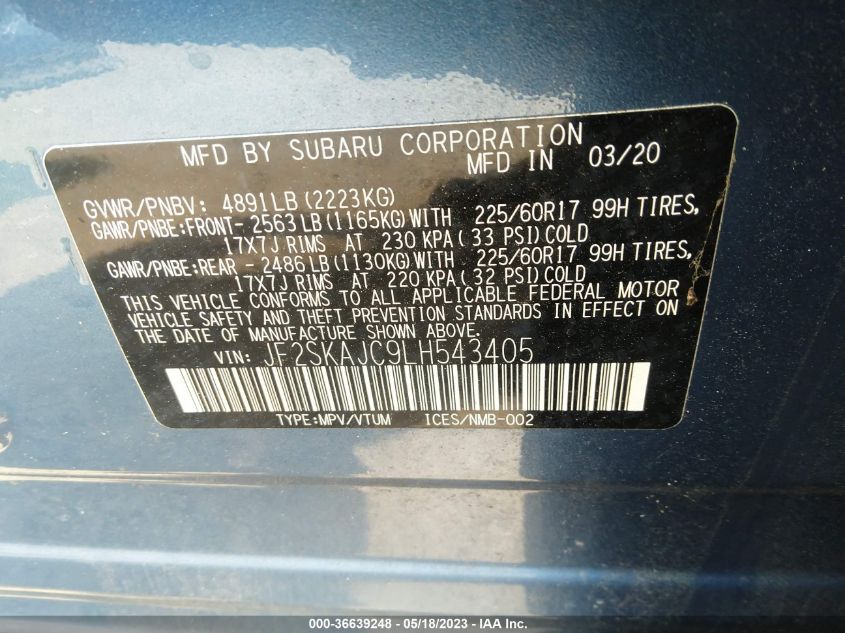 MFD BY SUBARU CORPORATION
MFD IN 03/20
GVWR/PNBV: 4891LB (2223KG)
GAWR/PNBE:FRONT- 2563LB (1165KG) WITH 225/60R17 99H TIRES,
17X7J RIMS AT 230 KPA( 33 PSI) COLD
GAWR/PNBE:REAR - 2486LB (1130KG) WITH 225/60R17 99H TIRES,
17X7J RIMS AT 220 KPA( 32 PSI) COLD
THIS VEHICLE CONFORMS TO ALL APPLICABLE FEDERAL MOTOR
VEHICLE SAFETY AND THEFT PREVENTION STANDARDS IN EFFECT ON
THE DATE OF MANUFACTURE SHOWN ABOVE.
VIN: JF2SKAJC9LH543405
TYPE:MPV/VTUM ICES/NMB-002
000-36639248 - 05/18/2023 - IAA Inc.